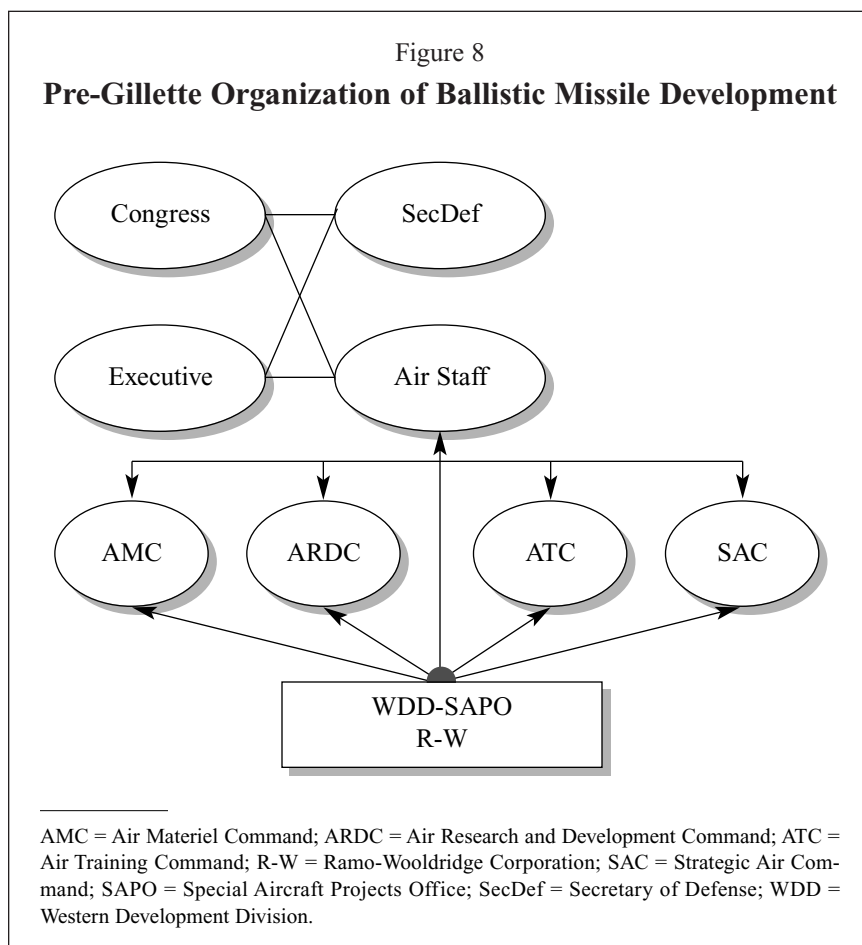 Figure 8
Pre-Gillette Organization of Ballistic Missile Development
Congress
SecDef
Executive
Air Staff
AMC
ARDC
ATC
SAC
WDD-SAPO
R-W
AMC = Air Materiel Command; ARDC = Air Research and Development Command; ATC =
Air Training Command; R-W = Ramo-Wooldridge Corporation; SAC = Strategic Air Com-
mand; SAPO = Special Aircraft Projects Office; SecDef = Secretary of Defense; WDD =
Western Development Division.